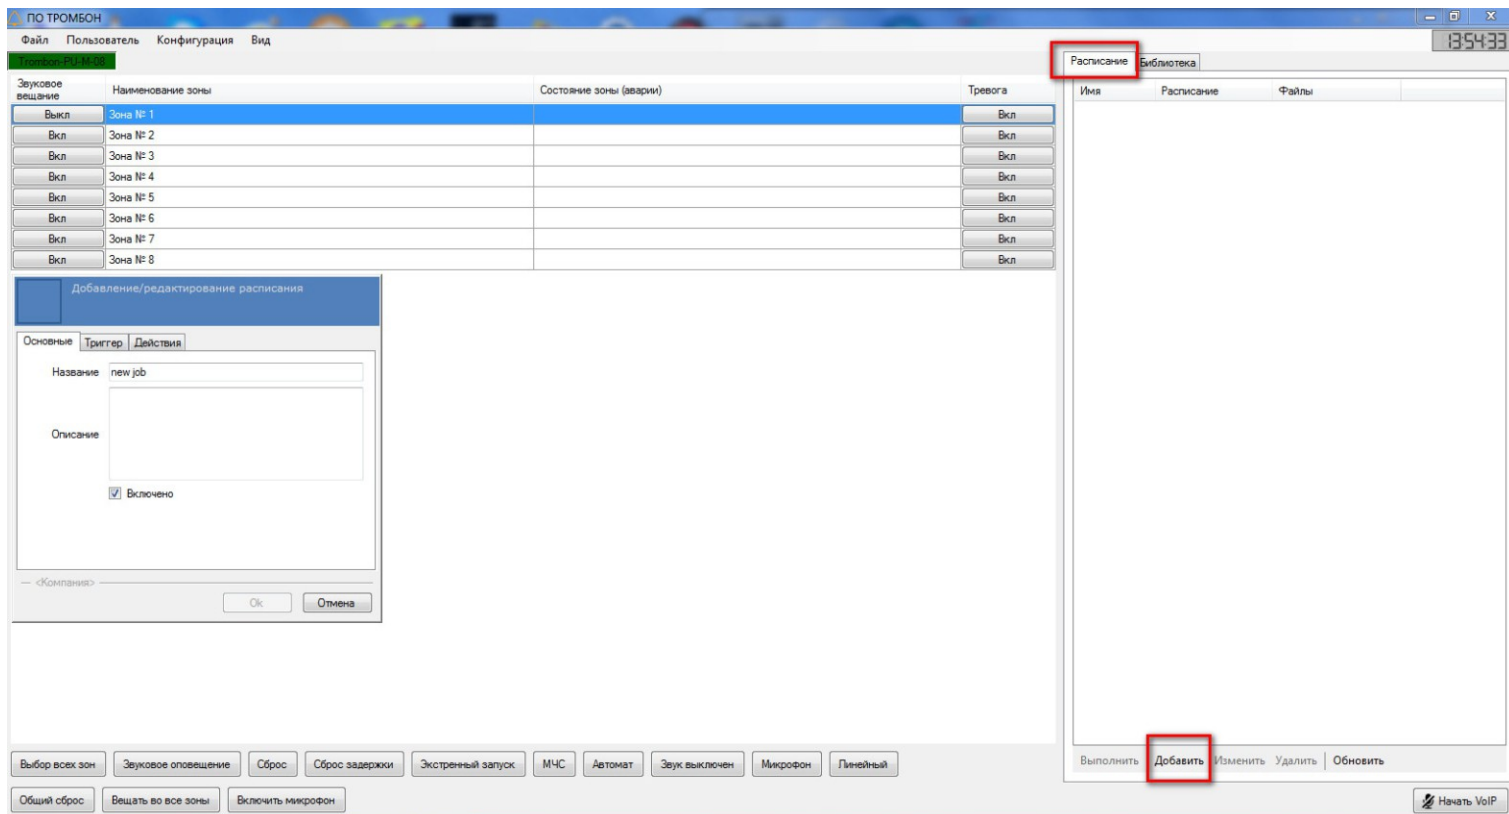 ПО ТРОМБОН
Файл Пользователь Конфигурация Вид
13:54:33
Trombon-PU-M-08
Расписание Библиотека
Звуковое вещание Наименование зоны Состояние зоны (аварии) Тревога
Имя Расписание Файлы
Выкл Зона № 1 Вкл
Вкл Зона № 2 Вкл
Вкл Зона № 3 Вкл
Вкл Зона № 4 Вкл
Вкл Зона № 5 Вкл
Вкл Зона № 6 Вкл
Вкл Зона № 7 Вкл
Вкл Зона № 8 Вкл
Добавление/редактирование расписания
Основные Триггер Действия
Название new job
Описание
Включено
<Компания>
Ok Отмена
Выбор всех зон Звуковое оповещение Сброс Сброс задержки Экстренный запуск МЧС Автомат Звук выключен Микрофон Линейный
Выполнить Добавить Изменить Удалить Обновить
Общий сброс Вещать во все зоны Включить микрофон
Начать VoIP